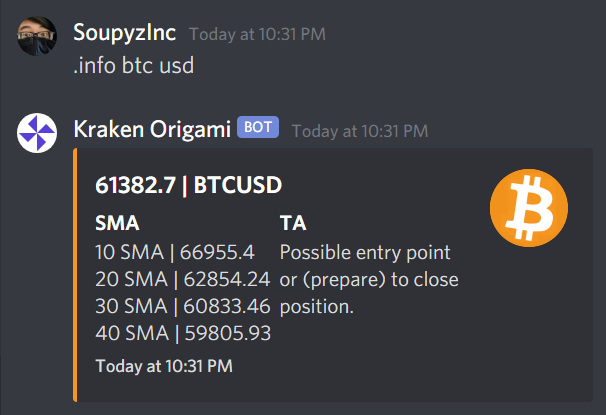 SoupyzInc Today at 10:31 PM
.info btc usd
Kraken Origami BOT Today at 10:31 PM
61382.7 | BTCUSD
SMA
10 SMA | 66955.4
20 SMA | 62854.24
30 SMA | 60833.46
40 SMA | 59805.93
TA
Possible entry point
or (prepare) to close
position.
Today at 10:31 PM